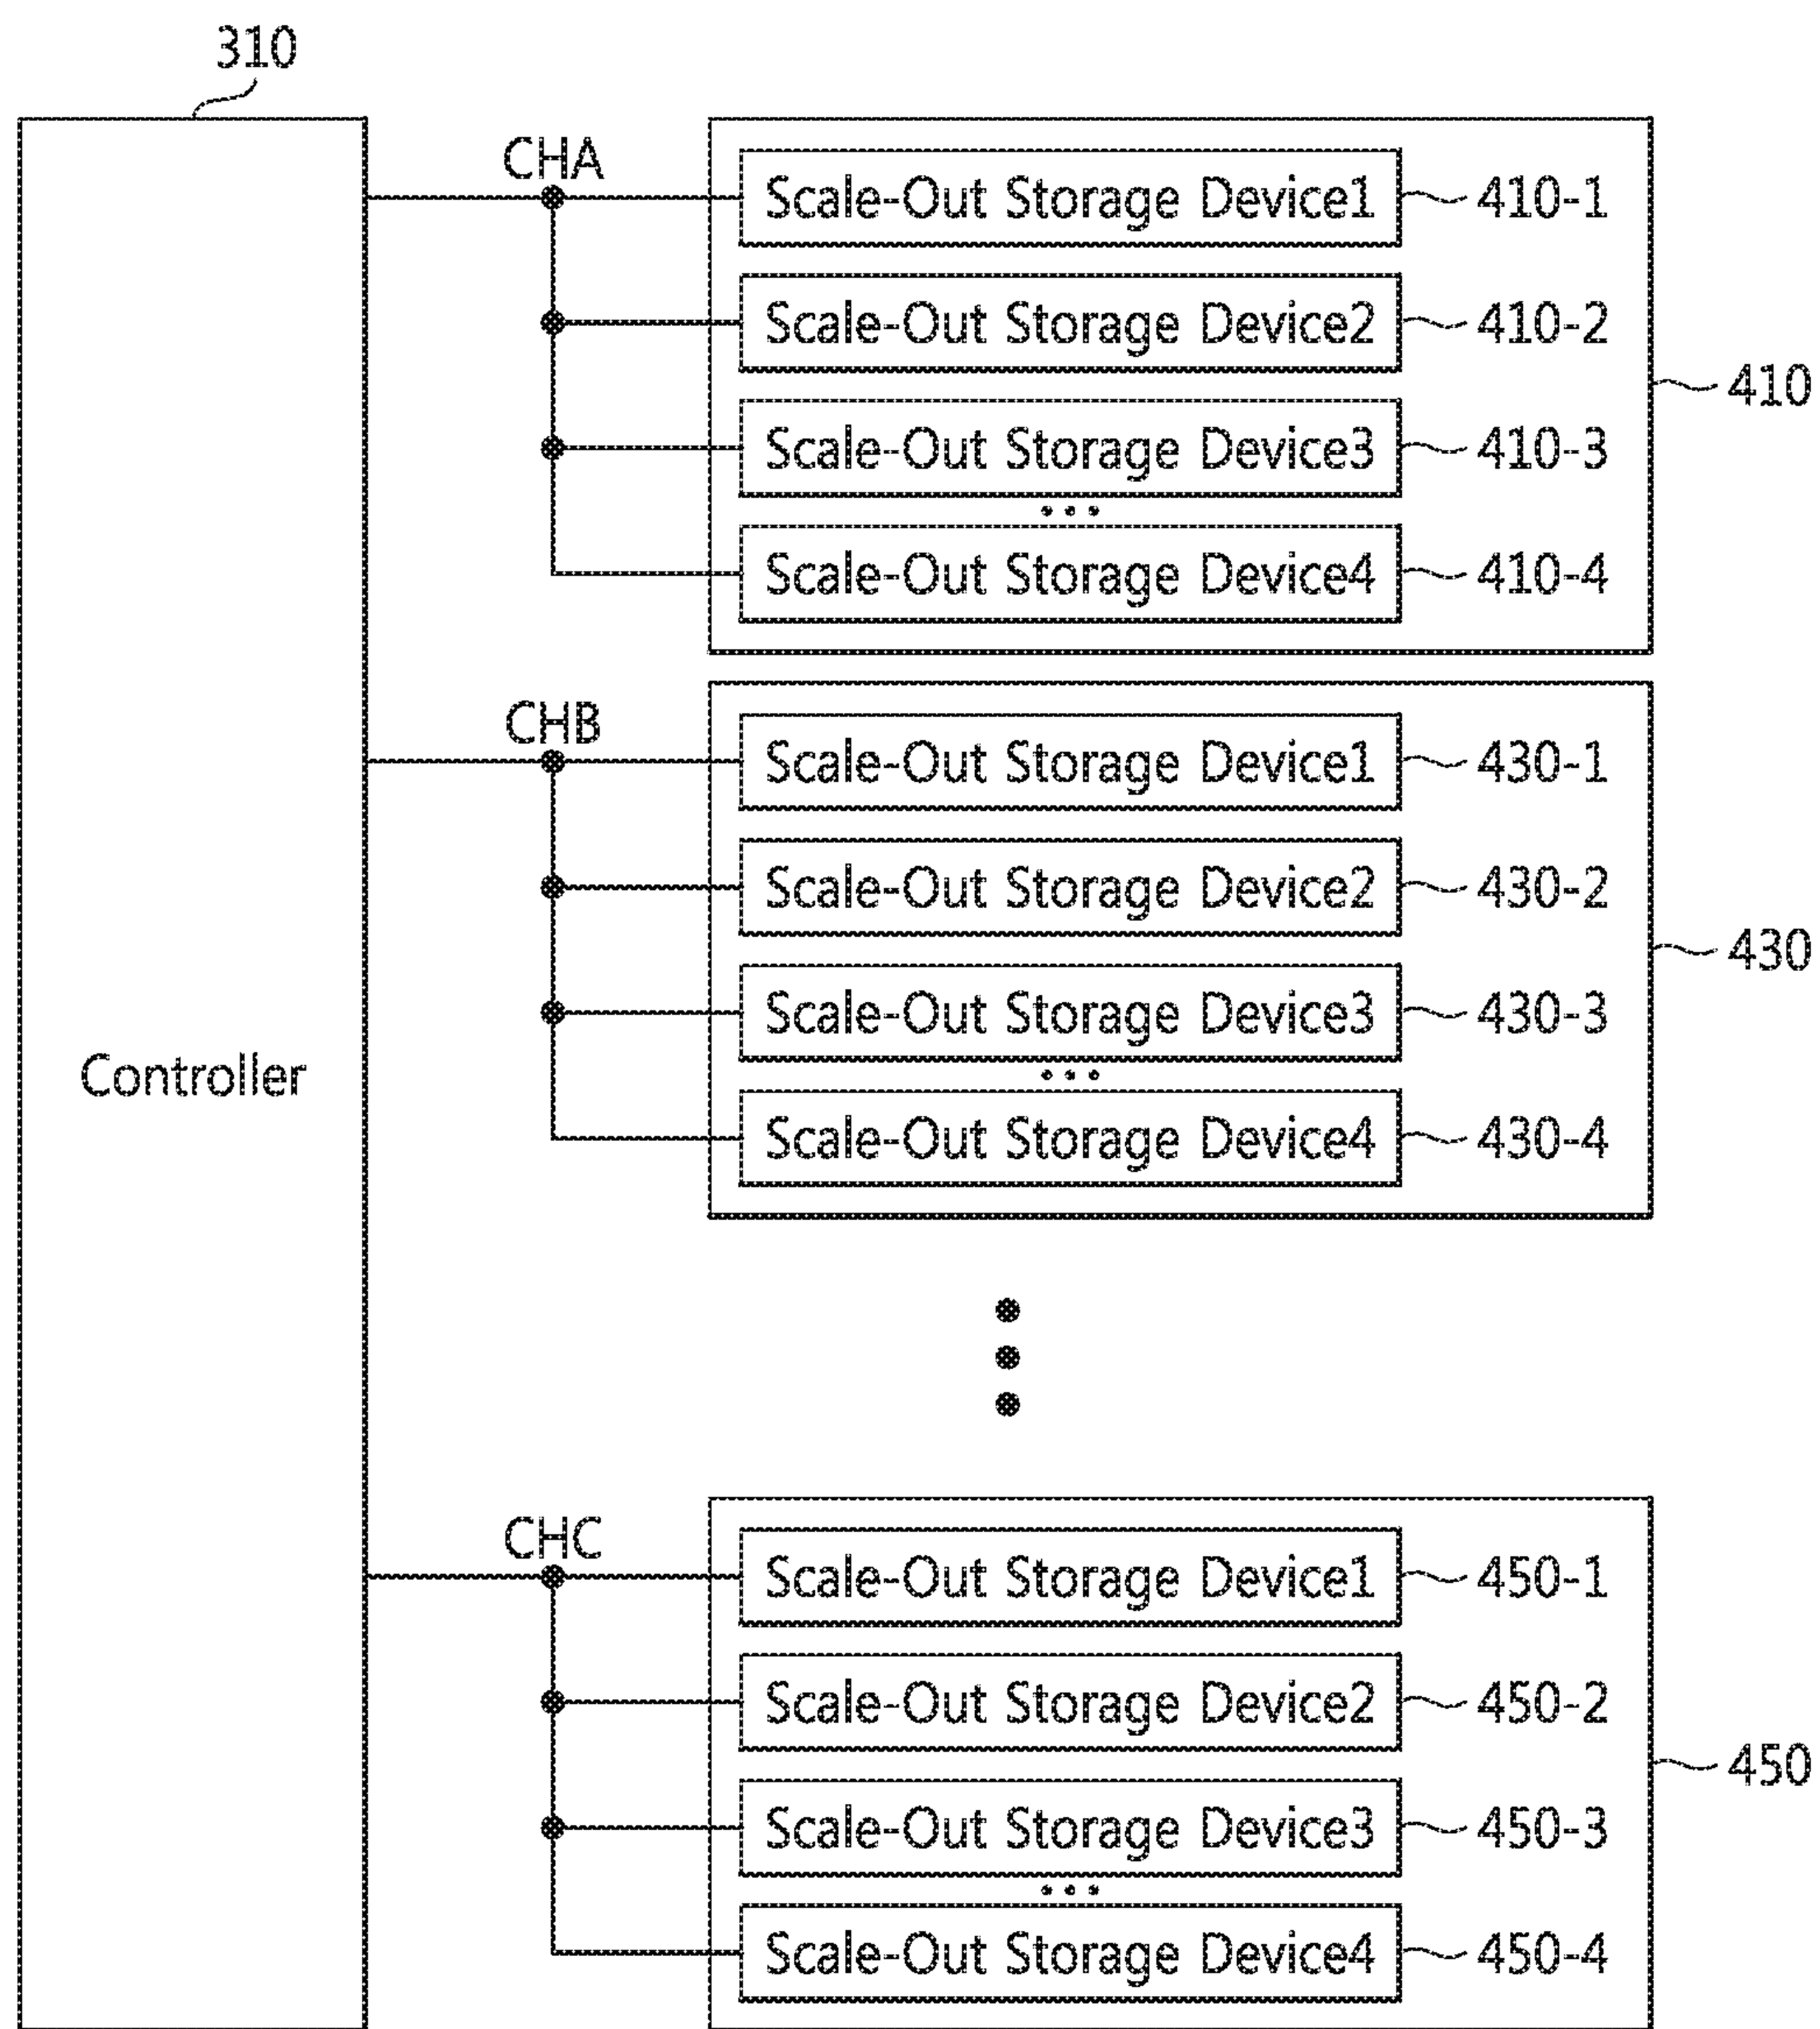 310
Controller
CHA
Scale-Out Storage Device1 410-1
Scale-Out Storage Device2 410-2
Scale-Out Storage Device3 410-3
...
Scale-Out Storage Device4 410-4
410
CHB
Scale-Out Storage Device1 430-1
Scale-Out Storage Device2 430-2
Scale-Out Storage Device3 430-3
...
Scale-Out Storage Device4 430-4
430
CHC
Scale-Out Storage Device1 450-1
Scale-Out Storage Device2 450-2
Scale-Out Storage Device3 450-3
...
Scale-Out Storage Device4 450-4
450